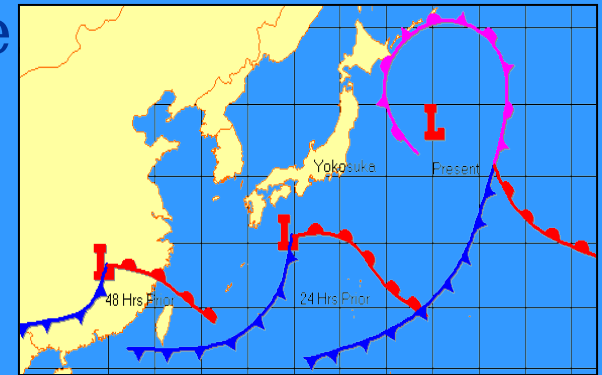 e
L
Yokosuka
Present
L
L
48 Hrs Prior
24 Hrs Prior